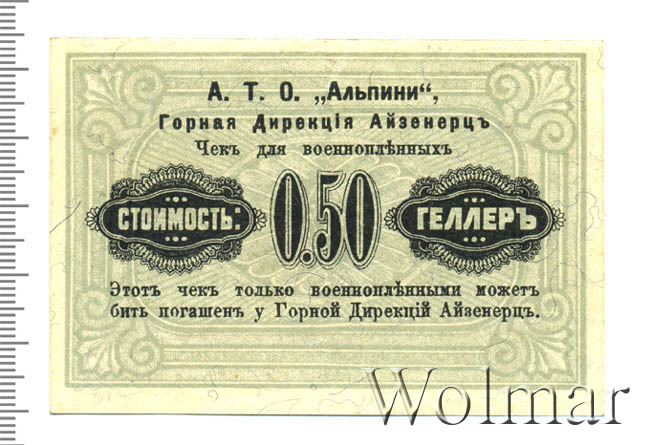 А. Т. О. „Альпини“,
Горная Дирекція Айзенерцъ
Чекъ для военноплѣнныхъ
СТОИМОСТЬ: 0.50 ГЕЛЛЕРЪ
Этотъ чекъ только военноплѣнными можетъ
бить погашенъ у Горной Дирекцій Айзенерцъ.
Wolmar